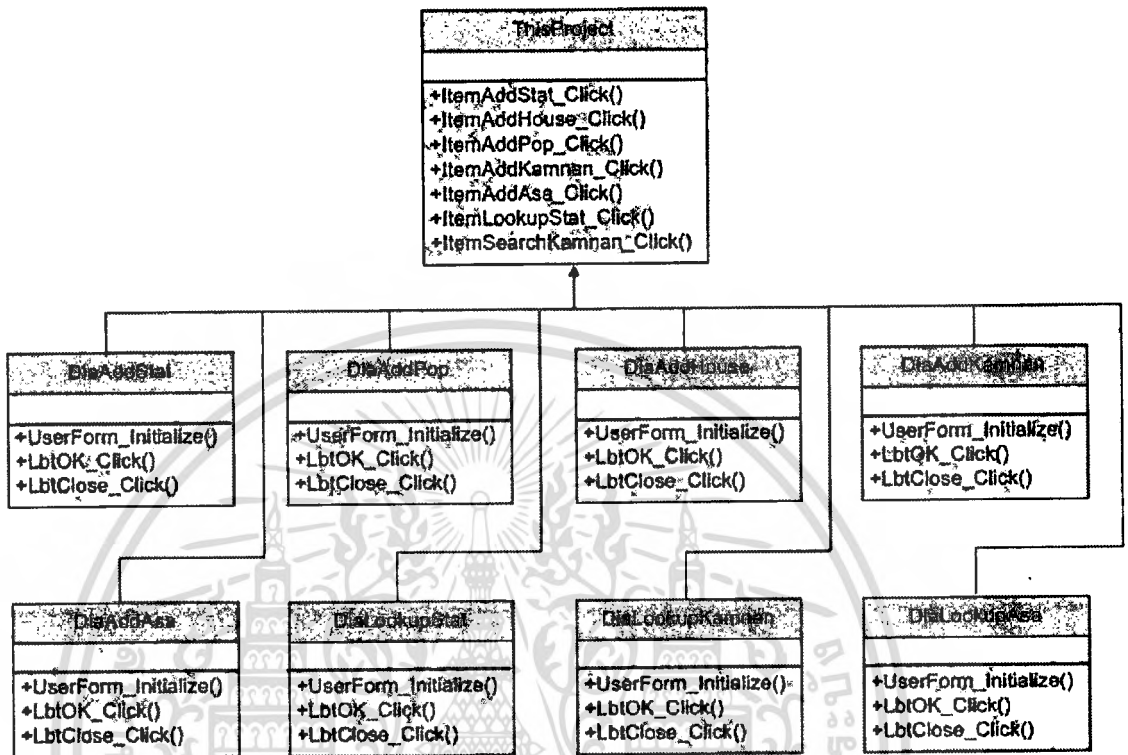 ThisProject
+ItemAddStat_Click()
+ItemAddHouse_Click()
+ItemAddPop_Click()
+ItemAddKamnan_Click()
+ItemAddAsa_Click()
+ItemLookupStat_Click()
+ItemSearchKamnan_Click()
DlaAddStat
+UserForm_Initialize()
+LbtOK_Click()
+LbtClose_Click()
DlaAddPop
+UserForm_Initialize()
+LbtOK_Click()
+LbtClose_Click()
DlaAddHouse
+UserForm_Initialize()
+LbtOK_Click()
+LbtClose_Click()
DlaAddKamnan
+UserForm_Initialize()
+LbtOK_Click()
+LbtClose_Click()
DlaAddAsa
+UserForm_Initialize()
+LbtOK_Click()
+LbtClose_Click()
DlaLookupStat
+UserForm_Initialize()
+LbtOK_Click()
+LbtClose_Click()
DlaLookupKamnan
+UserForm_Initialize()
+LbtOK_Click()
+LbtClose_Click()
DlaLookupAsa
+UserForm_Initialize()
+LbtOK_Click()
+LbtClose_Click()